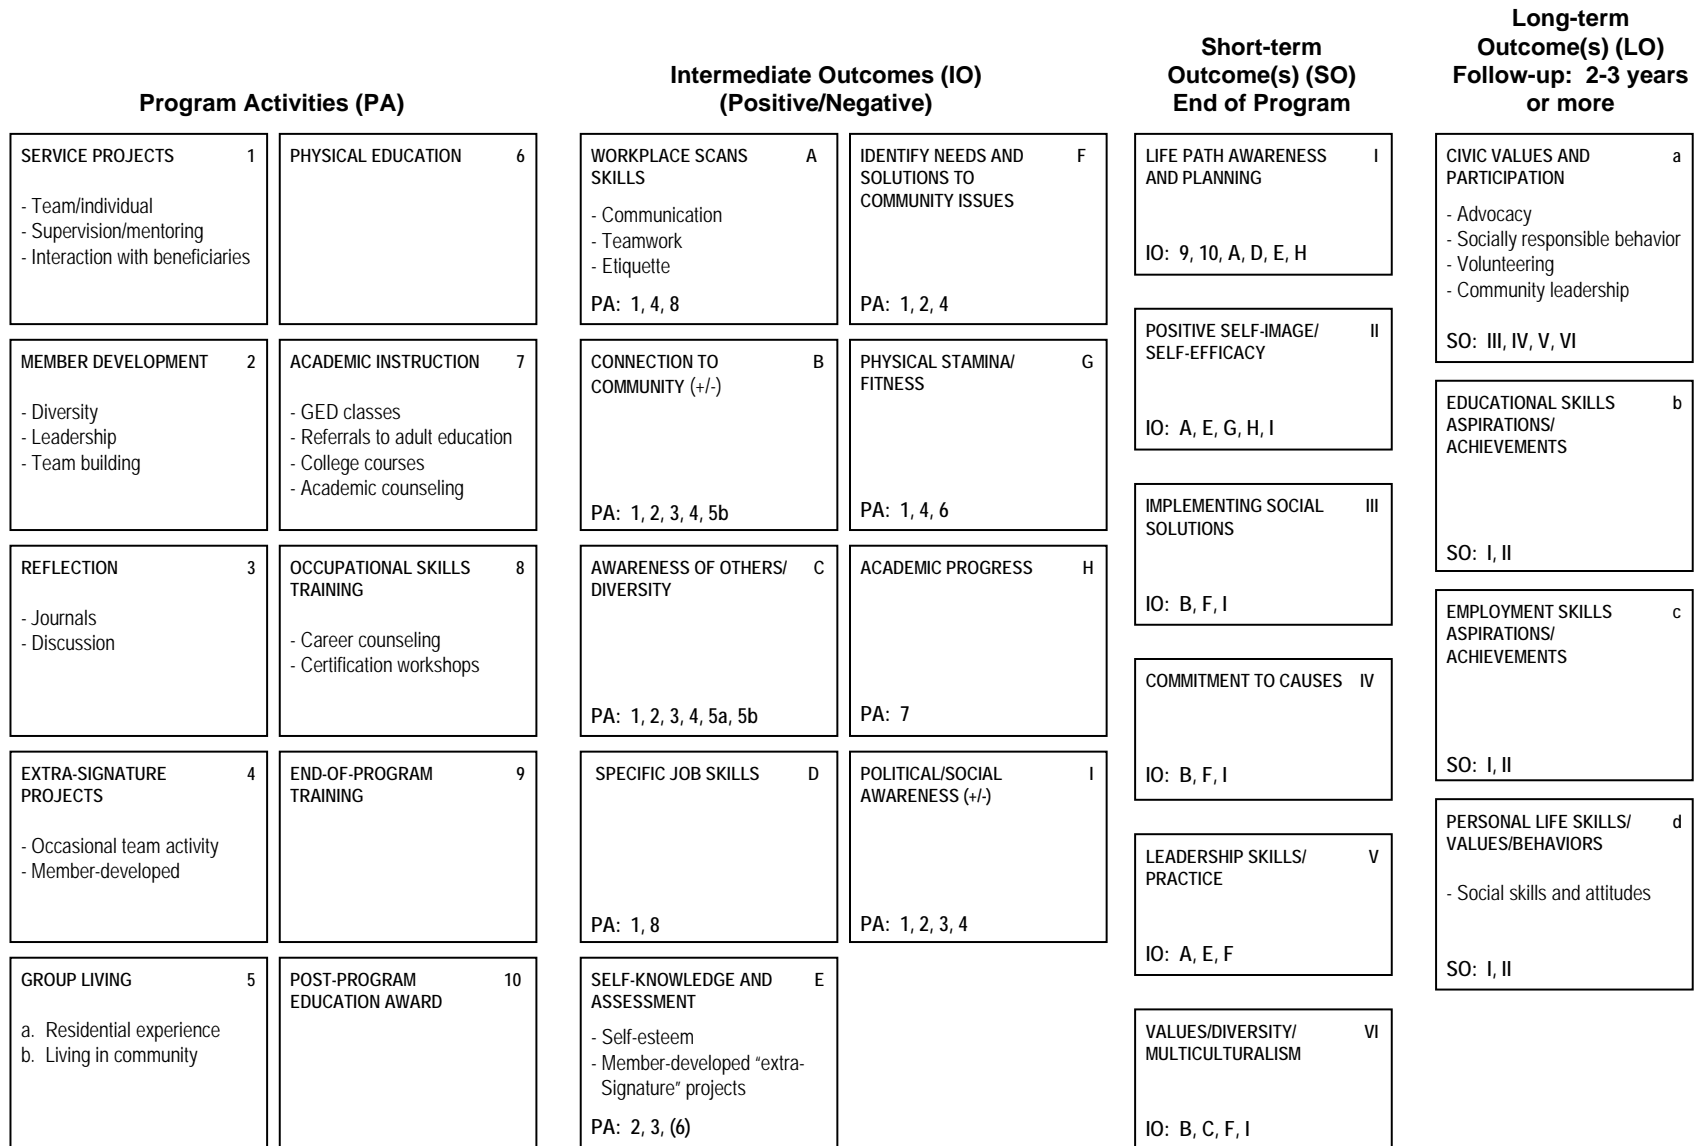 Program Activities (PA)
Intermediate Outcomes (IO)
(Positive/Negative)
Short-term
Outcome(s) (SO)
End of Program
Long-term
Outcome(s) (LO)
Follow-up: 2-3 years
or more
SERVICE PROJECTS 1
- Team/individual
- Supervision/mentoring
- Interaction with beneficiaries
PHYSICAL EDUCATION 6
MEMBER DEVELOPMENT 2
- Diversity
- Leadership
- Team building
ACADEMIC INSTRUCTION 7
- GED classes
- Referrals to adult education
- College courses
- Academic counseling
REFLECTION 3
- Journals
- Discussion
OCCUPATIONAL SKILLS 8
TRAINING
- Career counseling
- Certification workshops
EXTRA-SIGNATURE 4
PROJECTS
- Occasional team activity
- Member-developed
END-OF-PROGRAM 9
TRAINING
GROUP LIVING 5
a. Residential experience
b. Living in community
POST-PROGRAM 10
EDUCATION AWARD
WORKPLACE SCANS A
SKILLS
- Communication
- Teamwork
- Etiquette
PA: 1, 4, 8
IDENTIFY NEEDS AND F
SOLUTIONS TO
COMMUNITY ISSUES
PA: 1, 2, 4
CONNECTION TO B
COMMUNITY (+/-)
PA: 1, 2, 3, 4, 5b
PHYSICAL STAMINA/ G
FITNESS
PA: 1, 4, 6
AWARENESS OF OTHERS/ C
DIVERSITY
PA: 1, 2, 3, 4, 5a, 5b
ACADEMIC PROGRESS H
PA: 7
SPECIFIC JOB SKILLS D
PA: 1, 8
POLITICAL/SOCIAL I
AWARENESS (+/-)
PA: 1, 2, 3, 4
SELF-KNOWLEDGE AND E
ASSESSMENT
- Self-esteem
- Member-developed “extra-
Signature” projects
PA: 2, 3, (6)
LIFE PATH AWARENESS I
AND PLANNING
IO: 9, 10, A, D, E, H
POSITIVE SELF-IMAGE/ II
SELF-EFFICACY
IO: A, E, G, H, I
IMPLEMENTING SOCIAL III
SOLUTIONS
IO: B, F, I
COMMITMENT TO CAUSES IV
IO: B, F, I
LEADERSHIP SKILLS/ V
PRACTICE
IO: A, E, F
VALUES/DIVERSITY/ VI
MULTICULTURALISM
IO: B, C, F, I
CIVIC VALUES AND a
PARTICIPATION
- Advocacy
- Socially responsible behavior
- Volunteering
- Community leadership
SO: III, IV, V, VI
EDUCATIONAL SKILLS b
ASPIRATIONS/
ACHIEVEMENTS
SO: I, II
EMPLOYMENT SKILLS c
ASPIRATIONS/
ACHIEVEMENTS
SO: I, II
PERSONAL LIFE SKILLS/ d
VALUES/BEHAVIORS
- Social skills and attitudes
SO: I, II